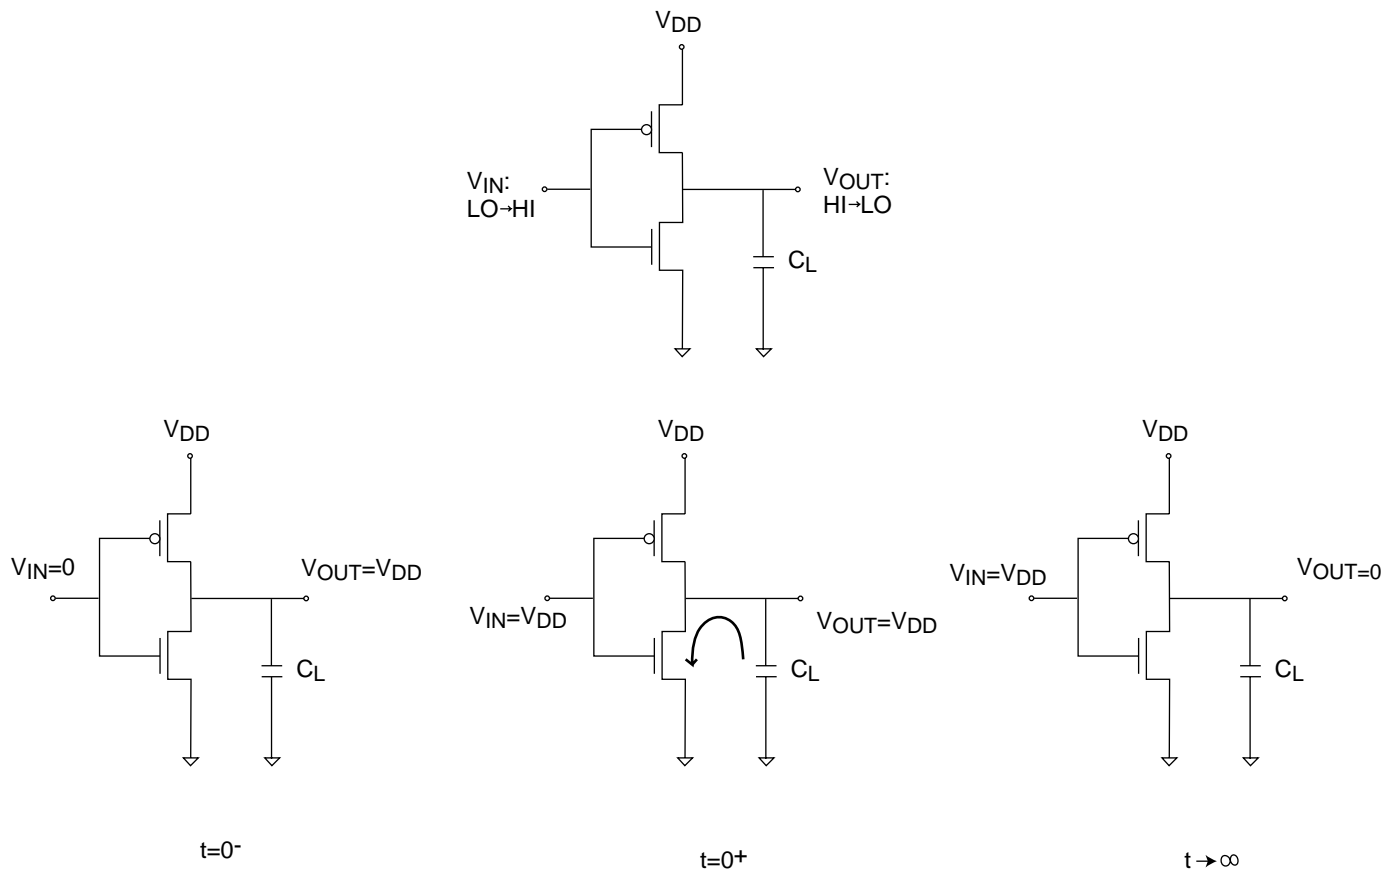 VDD
VIN:
LO→HI
VOUT:
HI→LO
CL
VDD
VIN=0
VOUT=VDD
CL
t=0-
VDD
VIN=VDD
VOUT=VDD
CL
t=0+
VDD
VIN=VDD
VOUT=0
CL
t→∞